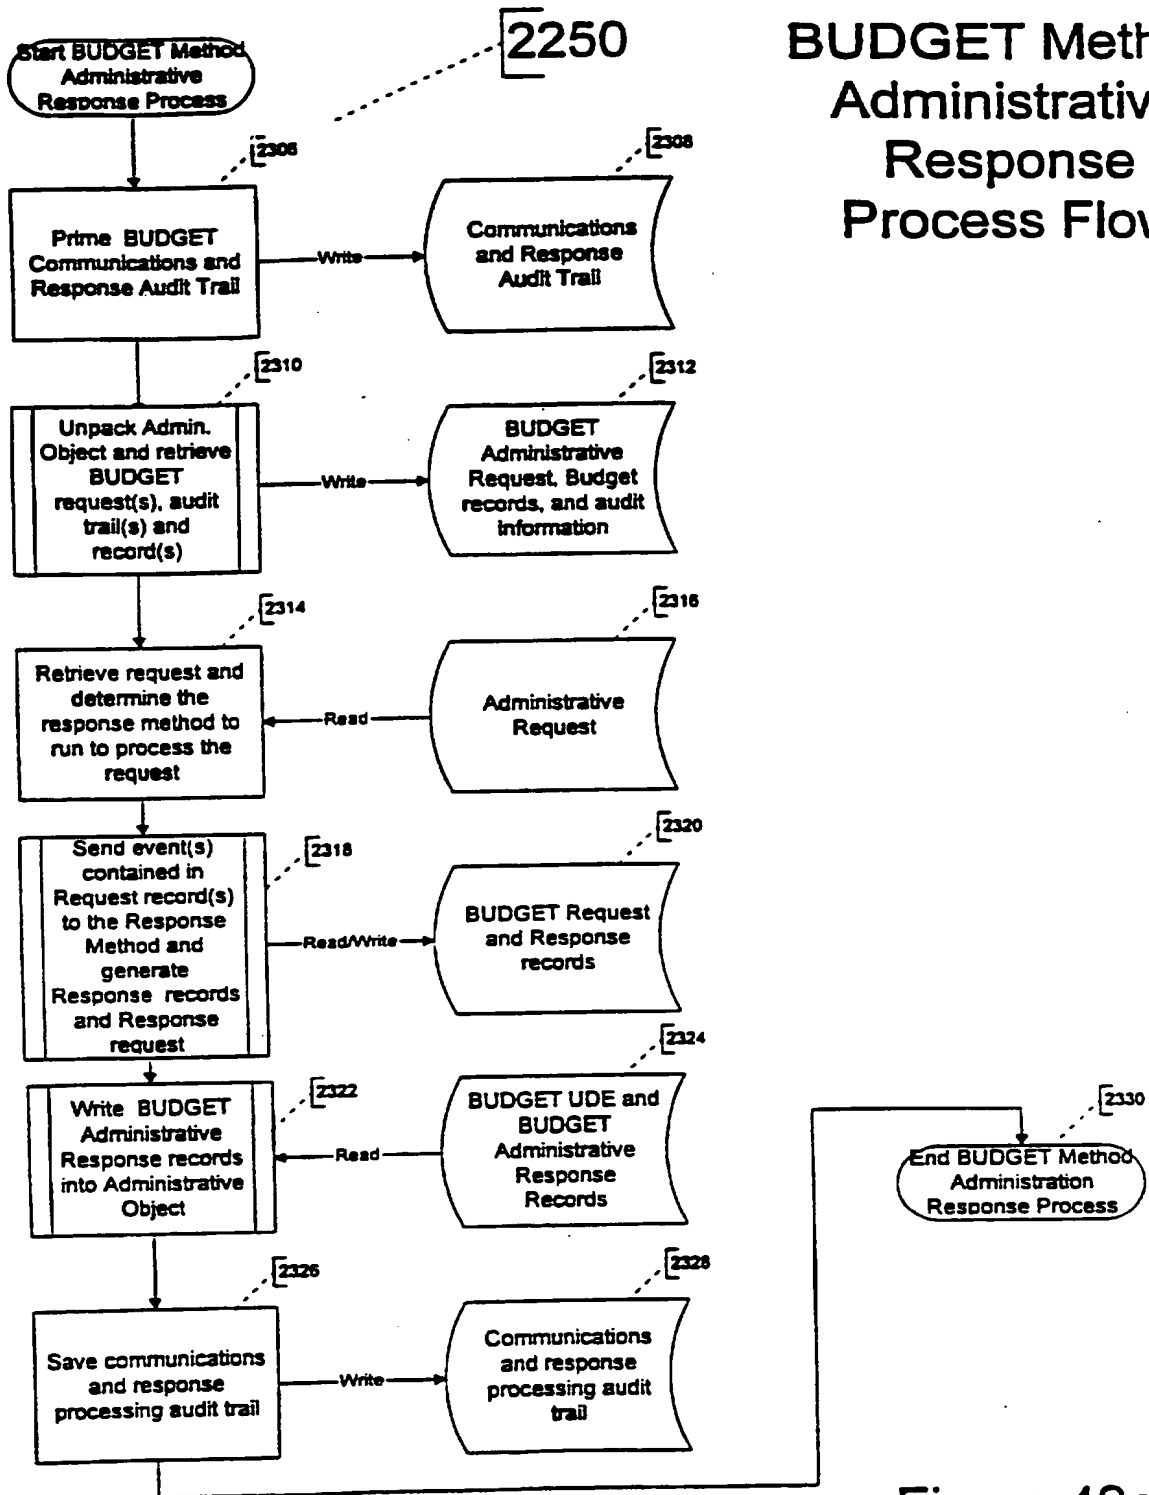 2250
BUDGET Meth
Administrativ
Response
Process Flov
Start BUDGET Method
Administrative
Response Process
2306
Prime BUDGET
Communications and
Response Audit Trail
Write
2308
Communications
and Response
Audit Trail
2310
Unpack Admin.
Object and retrieve
BUDGET
request(s), audit
trail(s) and
record(s)
Write
2312
BUDGET
Administrative
Request, Budget
records, and audit
information
2314
Retrieve request and
determine the
response method to
run to process the
request
Read
2316
Administrative
Request
2318
Send event(s)
contained in
Request record(s)
to the Response
Method and
generate
Response records
and Response
request
Read/Write
2320
BUDGET Request
and Response
records
2322
Write BUDGET
Administrative
Response records
into Administrative
Object
Read
2324
BUDGET UDE and
BUDGET
Administrative
Response
Records
2326
Save communications
and response
processing audit trail
Write
2328
Communications
and response
processing audit
trail
2330
End BUDGET Method
Administration
Response Process